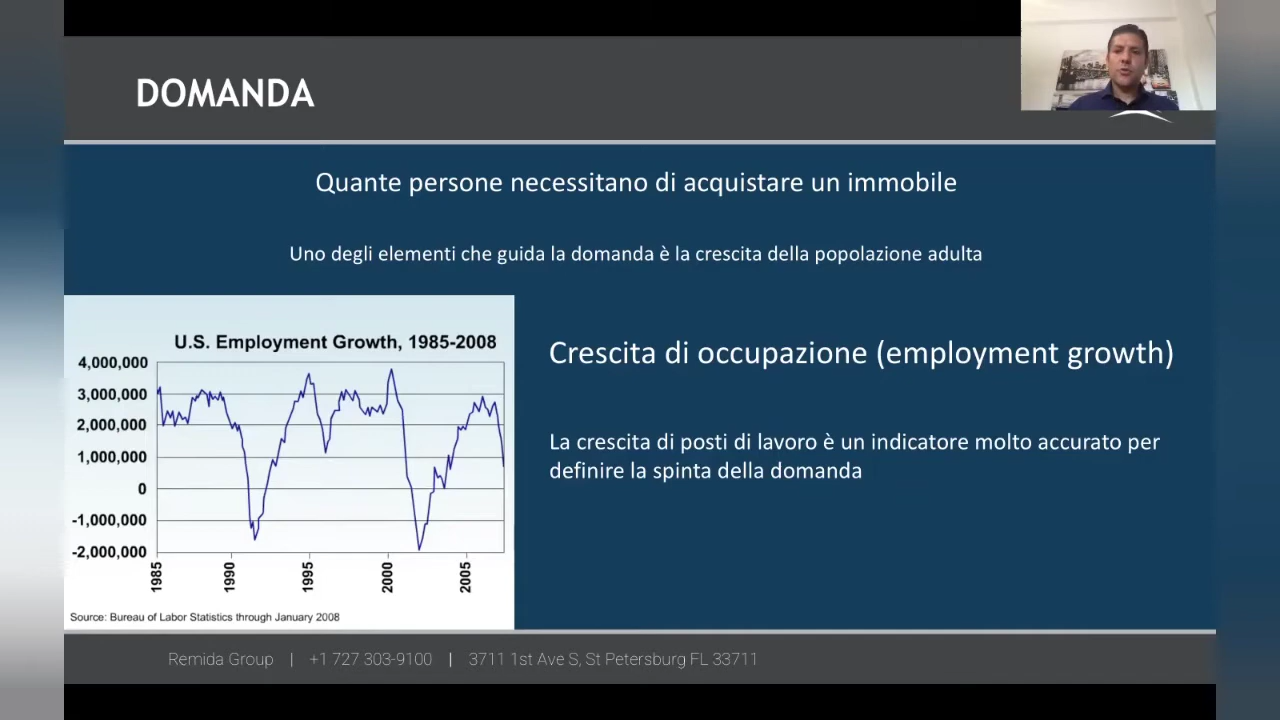 DOMANDA
Quante persone necessitano di acquistare un immobile
Uno degli elementi che guida la domanda è la crescita della popolazione adulta
U.S. Employment Growth, 1985-2008
4,000,000
3,000,000
2,000,000
1,000,000
0
-1,000,000
-2,000,000
1985
1990
1995
2000
2005
Source: Bureau of Labor Statistics through January 2008
Crescita di occupazione (employment growth)
La crescita di posti di lavoro è un indicatore molto accurato per
definire la spinta della domanda
Remida Group | +1 727 303-9100 | 3711 1st Ave S, St Petersburg FL 33711